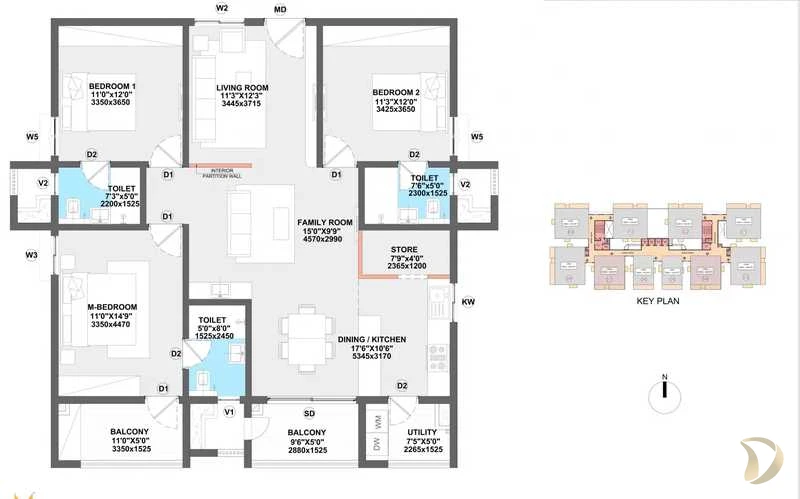 W2
MD
BEDROOM 1
11'0"x12'0"
3350x3650
LIVING ROOM
11'3"X12'3"
3445x3715
BEDROOM 2
11'3"X12'0"
3425x3650
W5
W5
D2
D1
INTERIOR
PARTITION WALL
D1
D2
V2
TOILET
7'3"x5'0"
2200x1525
TOILET
7'6"x5'0"
2300x1525
V2
D1
FAMILY ROOM
15'0"X9'9"
4570x2990
W3
STORE
7'9"x4'0"
2365x1200
M-BEDROOM
11'0"X14'9"
3350x4470
KW
TOILET
5'0"x8'0"
1525x2450
DINING / KITCHEN
17'6"X10'6"
5345x3170
D2
D1
D2
V1
SD
BALCONY
11'0"X5'0"
3350x1525
BALCONY
9'6"X5'0"
2880x1525
DW
WM
UTILITY
7'5"X5'0"
2265x1525
KEY PLAN
N